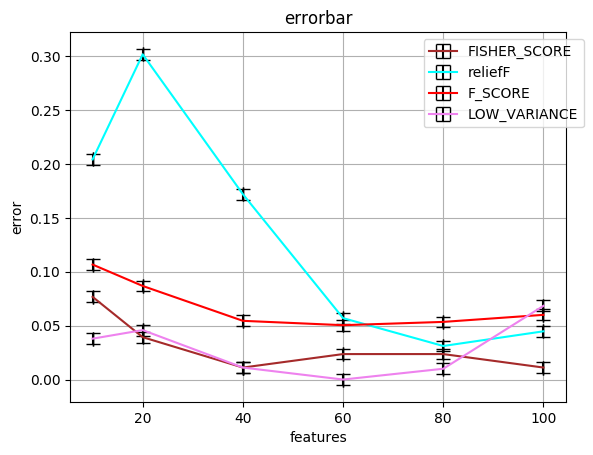 errorbar
FISHER_SCORE
reliefF
F_SCORE
LOW_VARIANCE
error
0.30
0.25
0.20
0.15
0.10
0.05
0.00
20 40 60 80 100
features